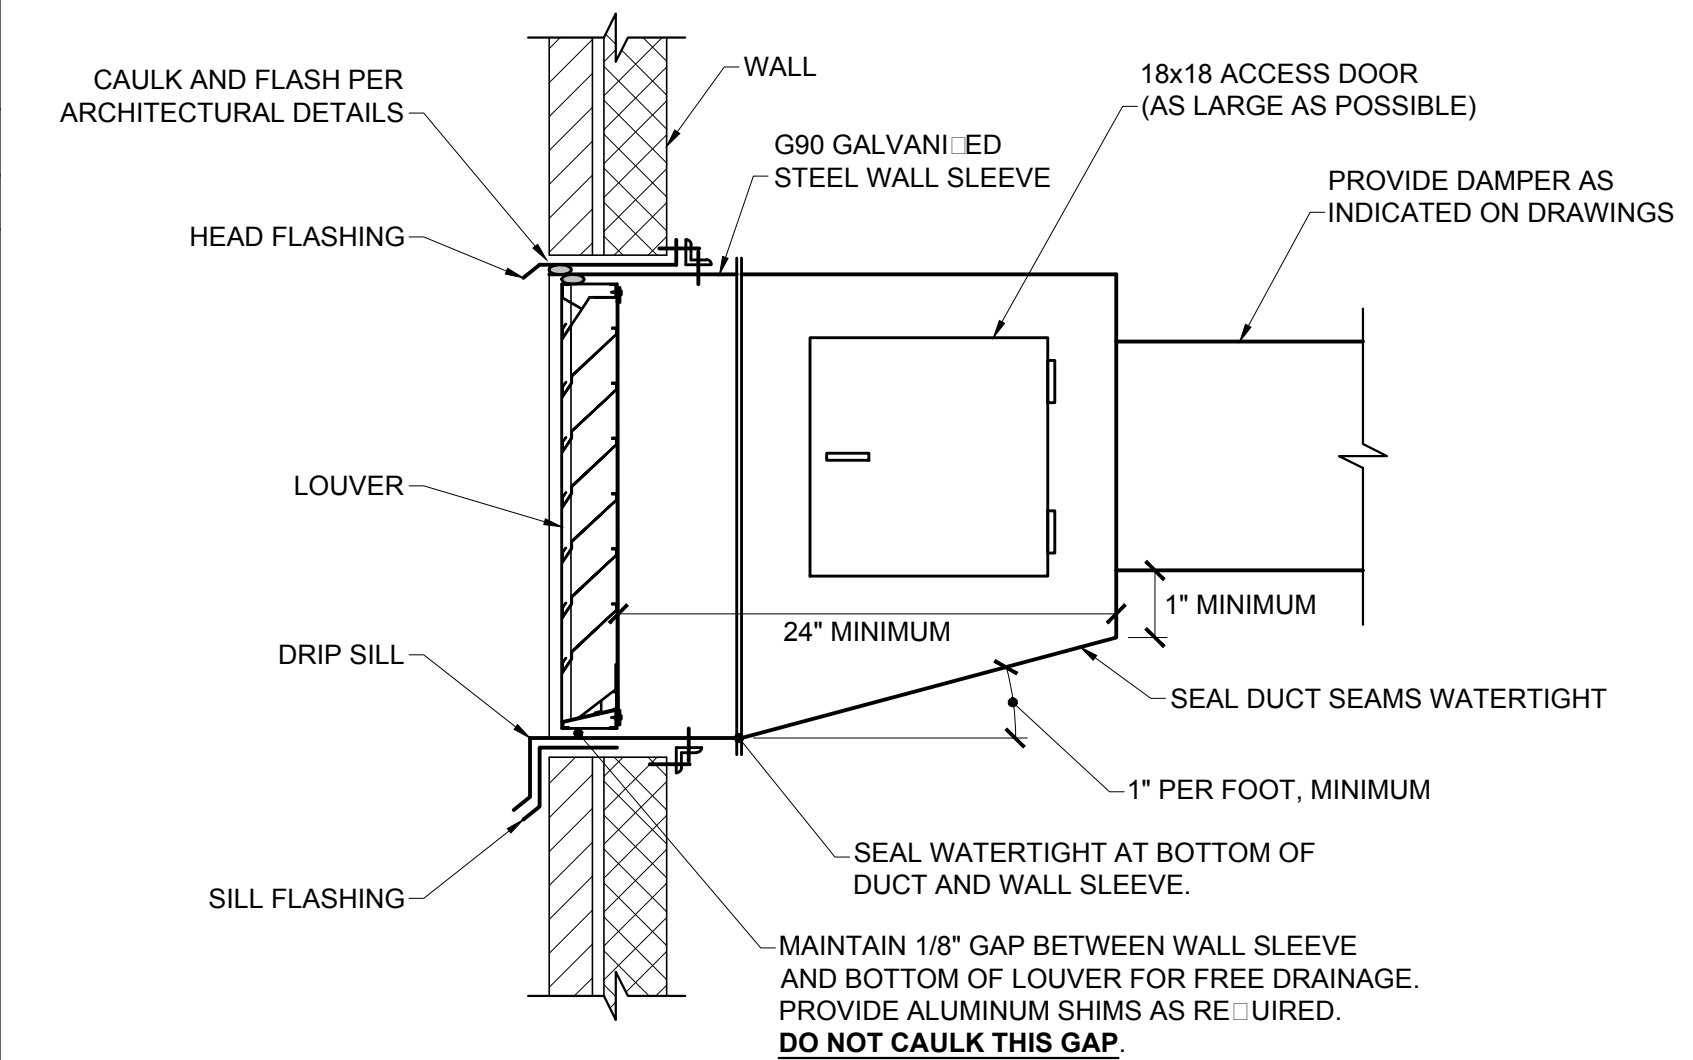 CAULK AND FLASH PER
ARCHITECTURAL DETAILS
WALL
18x18 ACCESS DOOR
(AS LARGE AS POSSIBLE)
G90 GALVANI□ED
STEEL WALL SLEEVE
PROVIDE DAMPER AS
INDICATED ON DRAWINGS
HEAD FLASHING
LOUVER
1" MINIMUM
24" MINIMUM
DRIP SILL
SEAL DUCT SEAMS WATERTIGHT
1" PER FOOT, MINIMUM
SEAL WATERTIGHT AT BOTTOM OF
DUCT AND WALL SLEEVE.
SILL FLASHING
MAINTAIN 1/8" GAP BETWEEN WALL SLEEVE
AND BOTTOM OF LOUVER FOR FREE DRAINAGE.
PROVIDE ALUMINUM SHIMS AS RE□UIRED.
DO NOT CAULK THIS GAP.